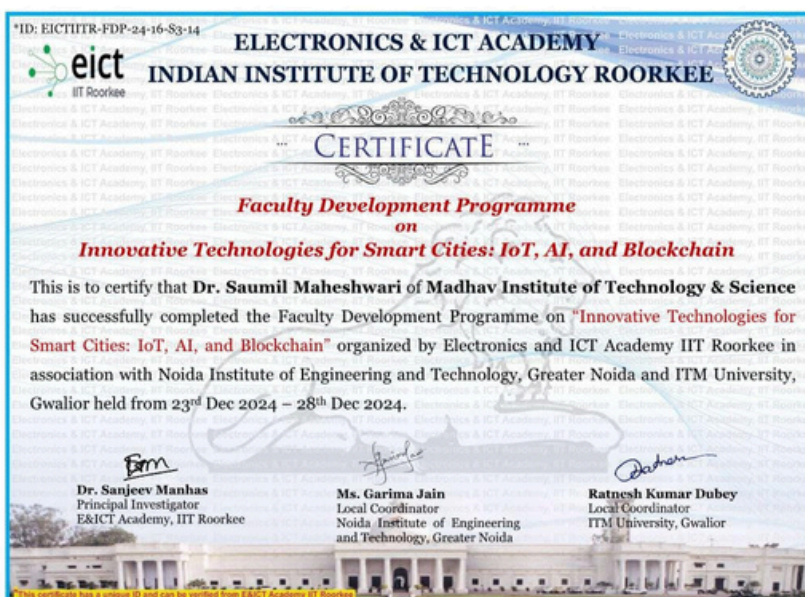 *ID: EICTIITR-FDP-24-16-S3-14
eict
IIT Roorkee
ELECTRONICS & ICT ACADEMY
INDIAN INSTITUTE OF TECHNOLOGY ROORKEE
CERTIFICATE
Faculty Development Programme
on
Innovative Technologies for Smart Cities: IoT, AI, and Blockchain
This is to certify that Dr. Saumil Maheshwari of Madhav Institute of Technology & Science
has successfully completed the Faculty Development Programme on “Innovative Technologies for
Smart Cities: IoT, AI, and Blockchain” organized by Electronics and ICT Academy IIT Roorkee in
association with Noida Institute of Engineering and Technology, Greater Noida and ITM University,
Gwalior held from 23rd Dec 2024 – 28th Dec 2024.
Dr. Sanjeev Manhas
Principal Investigator
E&ICT Academy, IIT Roorkee
Ms. Garima Jain
Local Coordinator
Noida Institute of Engineering
and Technology, Greater Noida
Ratnesh Kumar Dubey
Local Coordinator
ITM University, Gwalior
*This certificate has a unique ID and can be verified from E&ICT Academy IIT Roorkee